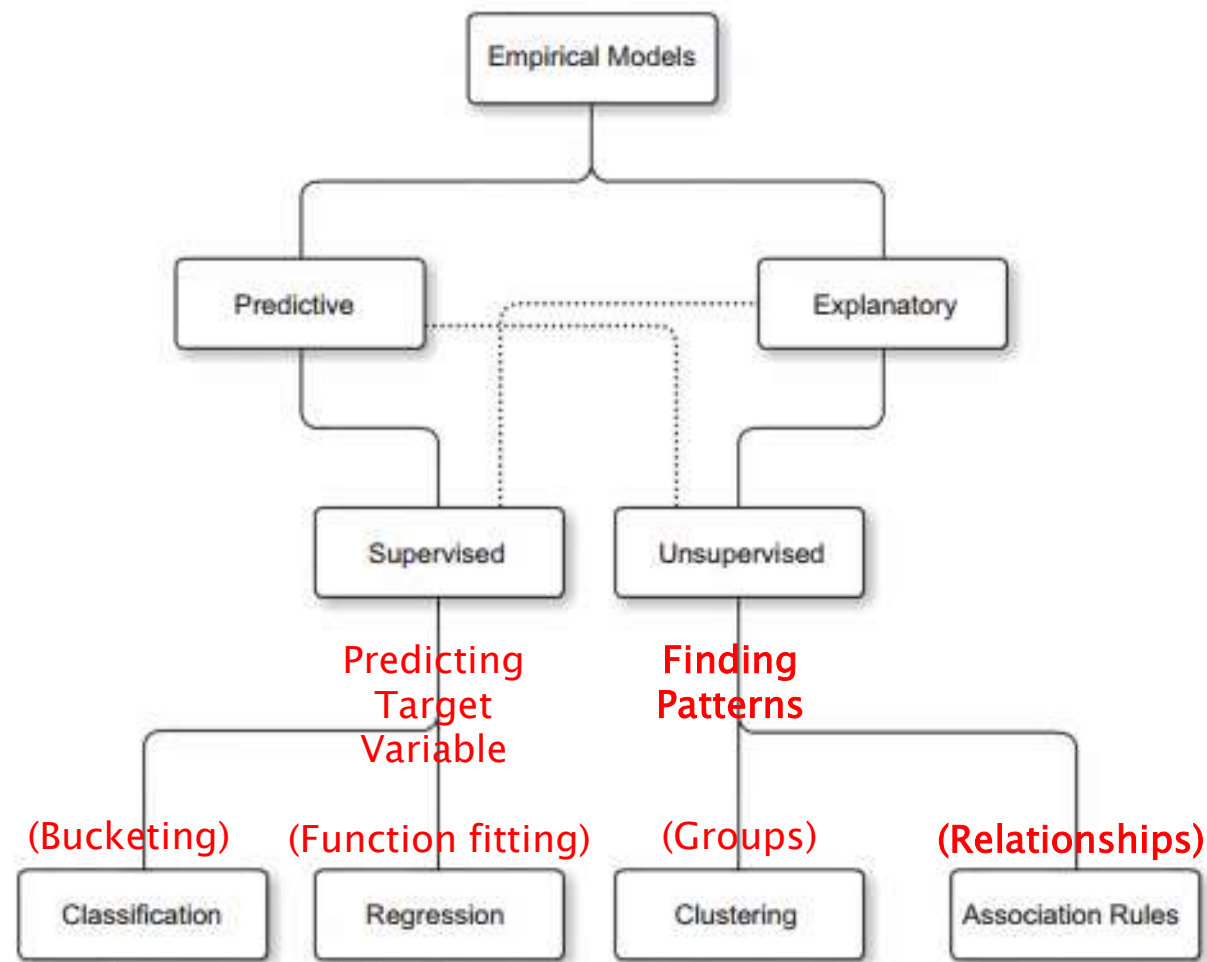 Empirical Models
Predictive
Explanatory
Supervised
Unsupervised
Predicting
Target
Variable
Finding
Patterns
(Bucketing)
(Function fitting)
(Groups)
(Relationships)
Classification
Regression
Clustering
Association Rules